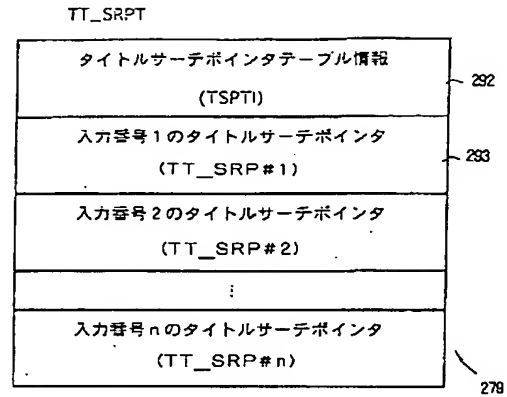 TT_SRPT
タイトルサーチポインタテーブル情報
(TSPTI)
292
入力番号1のタイトルサーチポインタ
(TT_SRP#1)
293
入力番号2のタイトルサーチポインタ
(TT_SRP#2)
⋮
入力番号nのタイトルサーチポインタ
(TT_SRP#n)
279